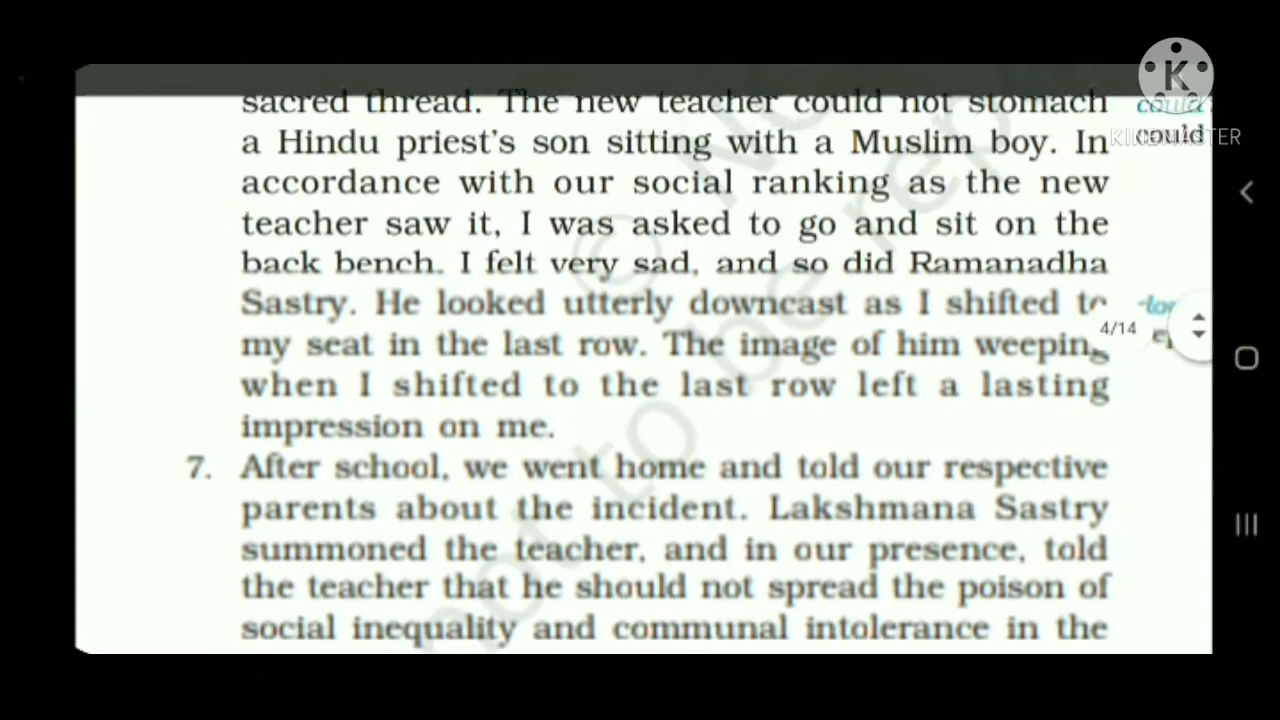 K
KINEMASTER
sacred thread. The new teacher could not stomach
could
a Hindu priest's son sitting with a Muslim boy. In
could
accordance with our social ranking as the new
teacher saw it, I was asked to go and sit on the
back bench. I felt very sad, and so did Ramanadha
Sastry. He looked utterly downcast as I shifted to
4/14
my seat in the last row. The image of him weeping
when I shifted to the last row left a lasting
impression on me.
7. After school, we went home and told our respective
parents about the incident. Lakshmana Sastry
summoned the teacher, and in our presence, told
the teacher that he should not spread the poison of
social inequality and communal intolerance in the
not to be